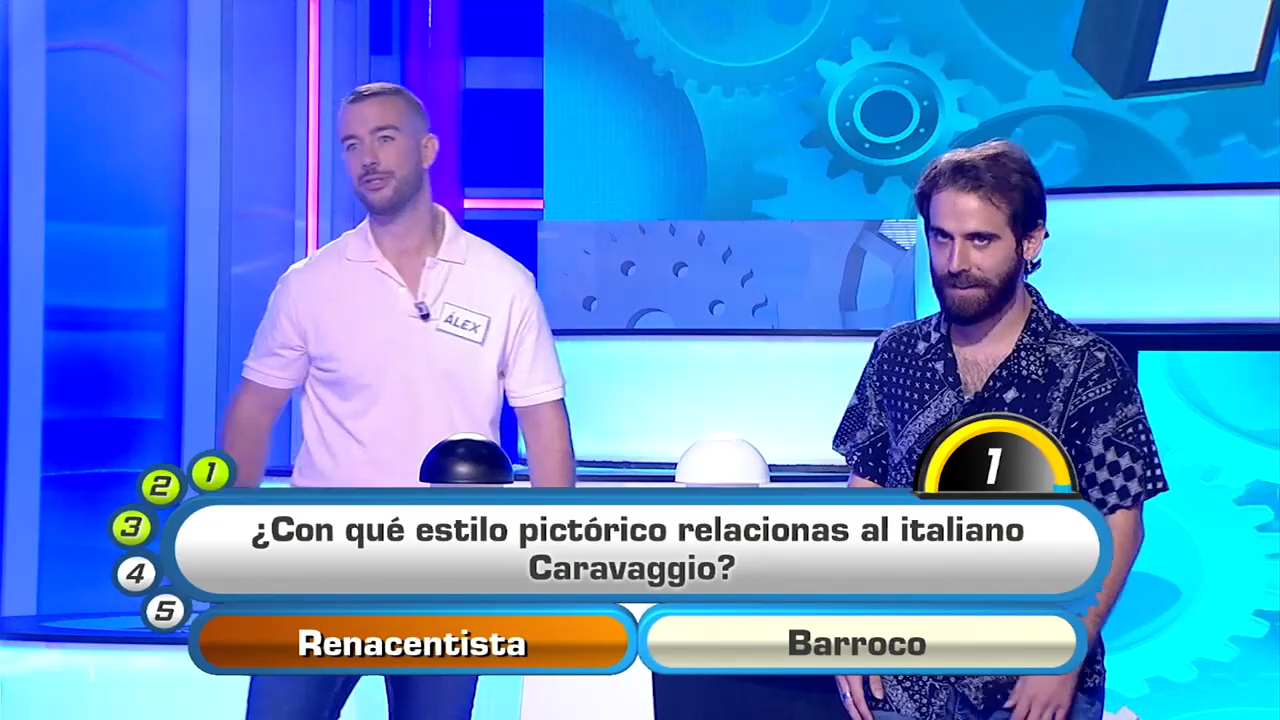 ÁLEX
1
1
2
3
4
5
¿Con qué estilo pictórico relacionas al italiano
Caravaggio?
Renacentista
Barroco